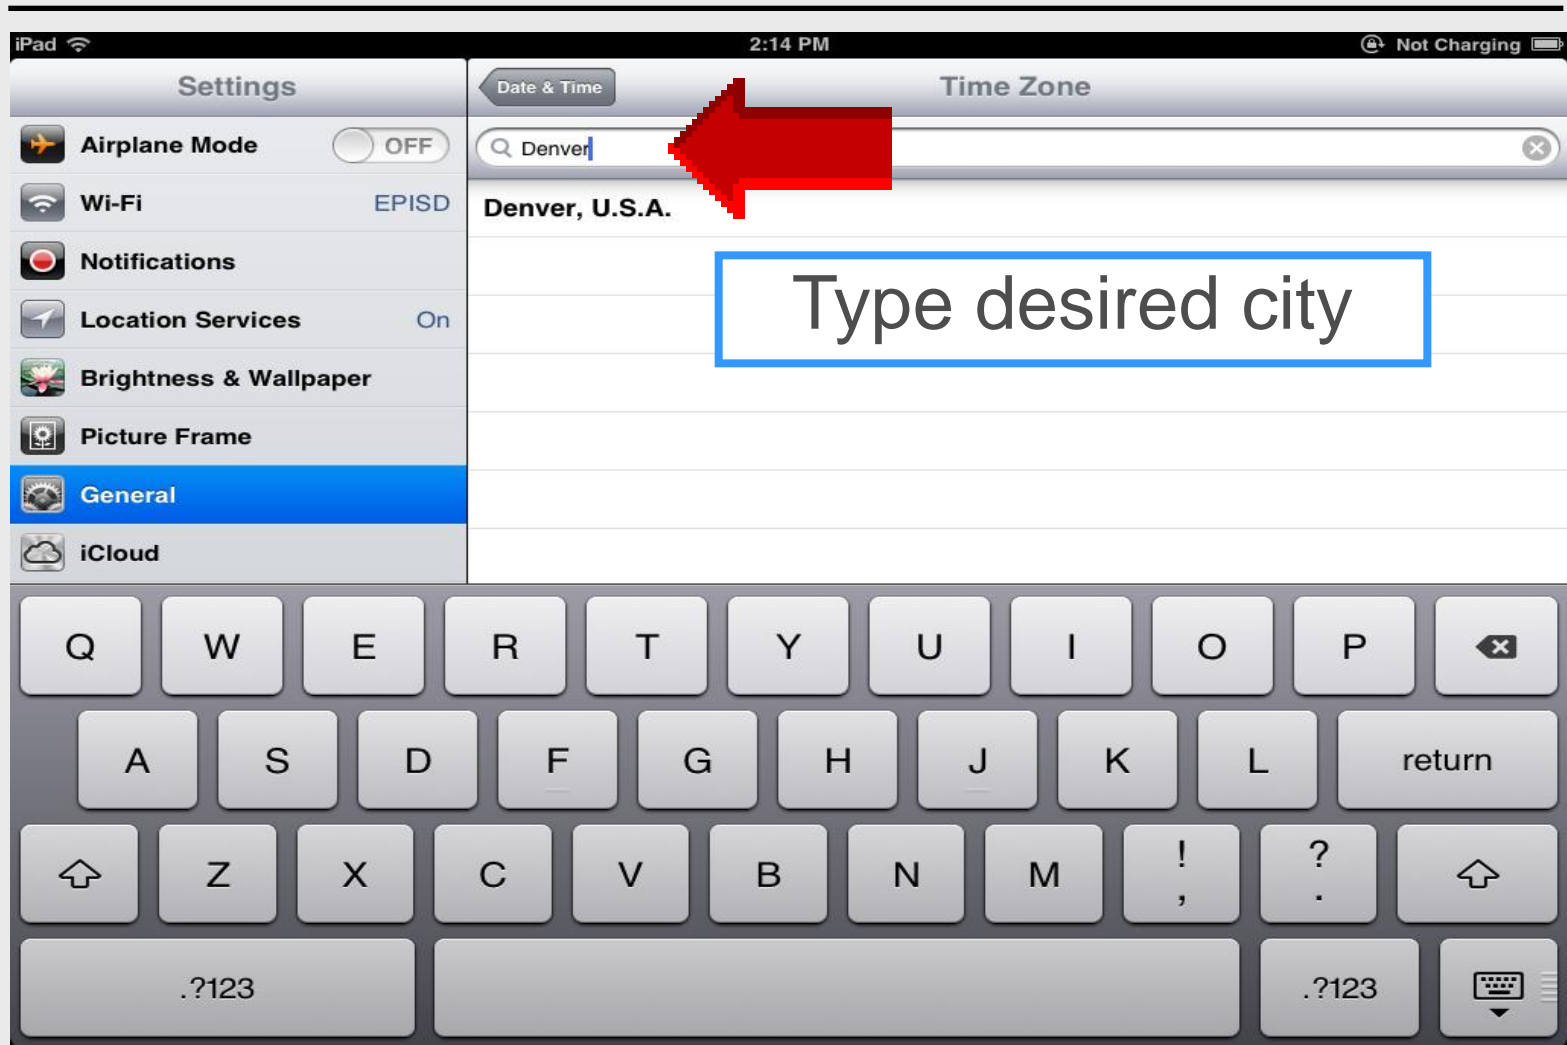 iPad 2:14 PM Not Charging
Settings
Date & Time Time Zone
Airplane Mode OFF
Denver
Wi-Fi EPISD
Denver, U.S.A.
Notifications
Type desired city
Location Services On
Brightness & Wallpaper
Picture Frame
General
iCloud
Q W E R T Y U I O P
A S D F G H J K L return
Z X C V B N M ! , ? .
.?123 .?123